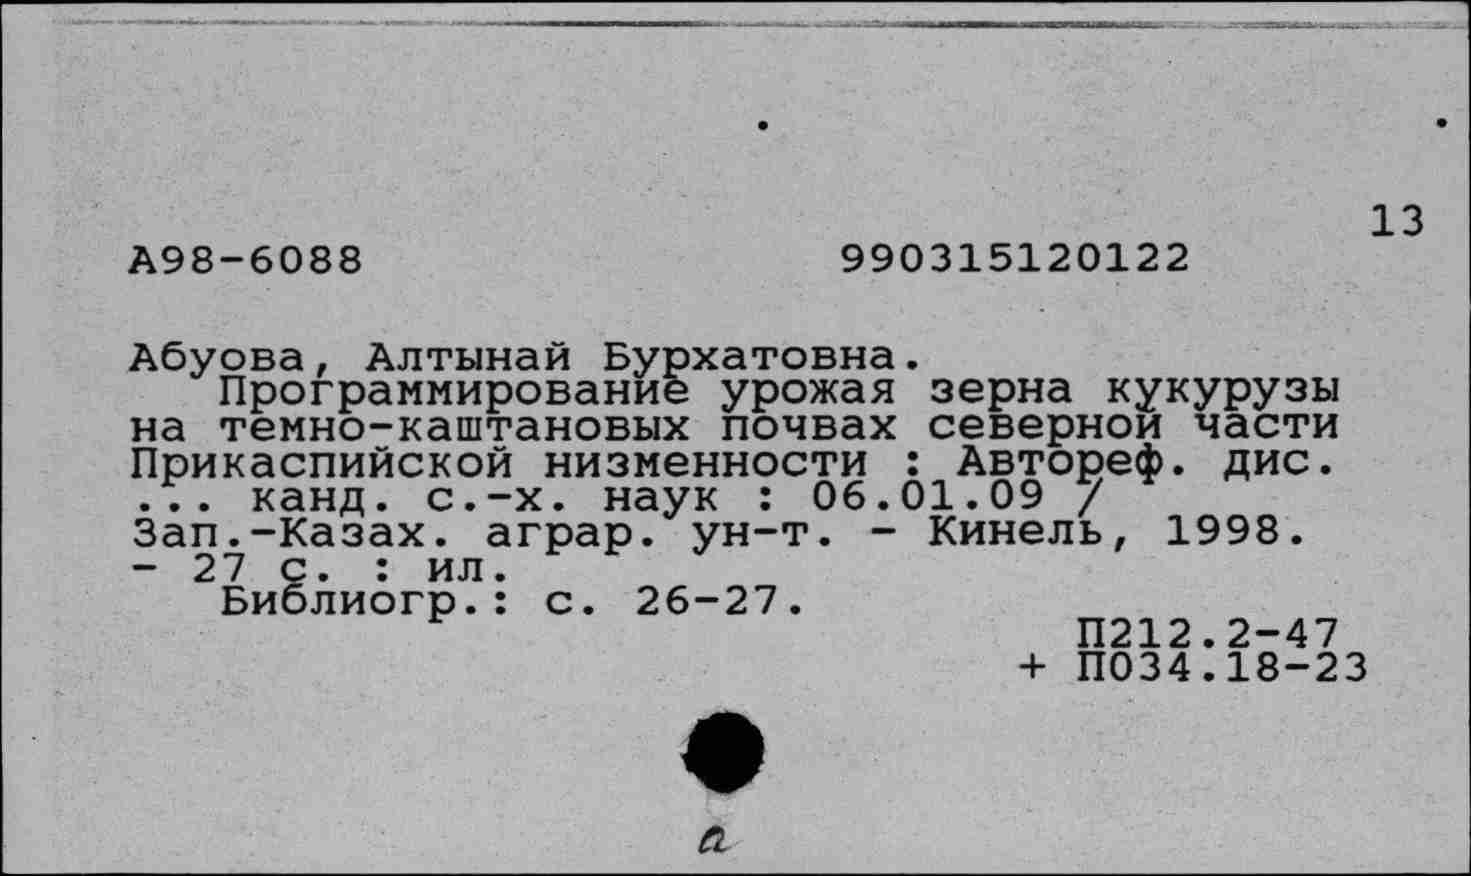 13
А98-6088 990315120122
Абуова, Алтынай Бурхатовна.
Программирование урожая зерна кукурузы
на темно-каштановых почвах северной части
Прикаспийской низменности : Автореф. дис.
... канд. с.-х. наук : 06.01.09 /
Зап.-Казах. аграр. ун-т. - Кинель, 1998.
- 27 с. : ил.
Библиогр.: с. 26-27.
П212.2-47
+ П034.18-23
а